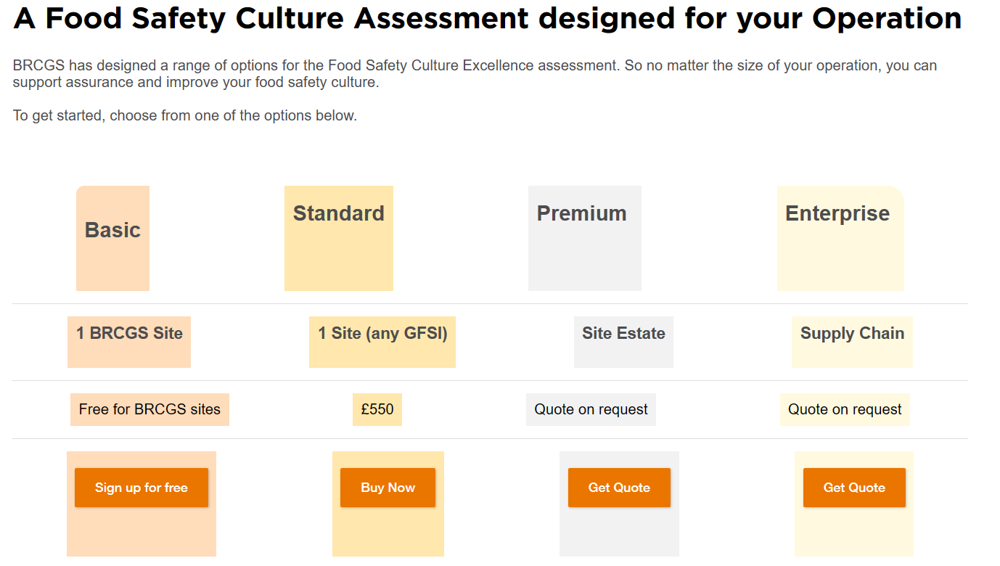 A Food Safety Culture Assessment designed for your Operation
BRCGS has designed a range of options for the Food Safety Culture Excellence assessment. So no matter the size of your operation, you can
support assurance and improve your food safety culture.
To get started, choose from one of the options below.
Basic
Standard
Premium
Enterprise
1 BRCGS Site
1 Site (any GFSI)
Site Estate
Supply Chain
Free for BRCGS sites
£550
Quote on request
Quote on request
Sign up for free
Buy Now
Get Quote
Get Quote